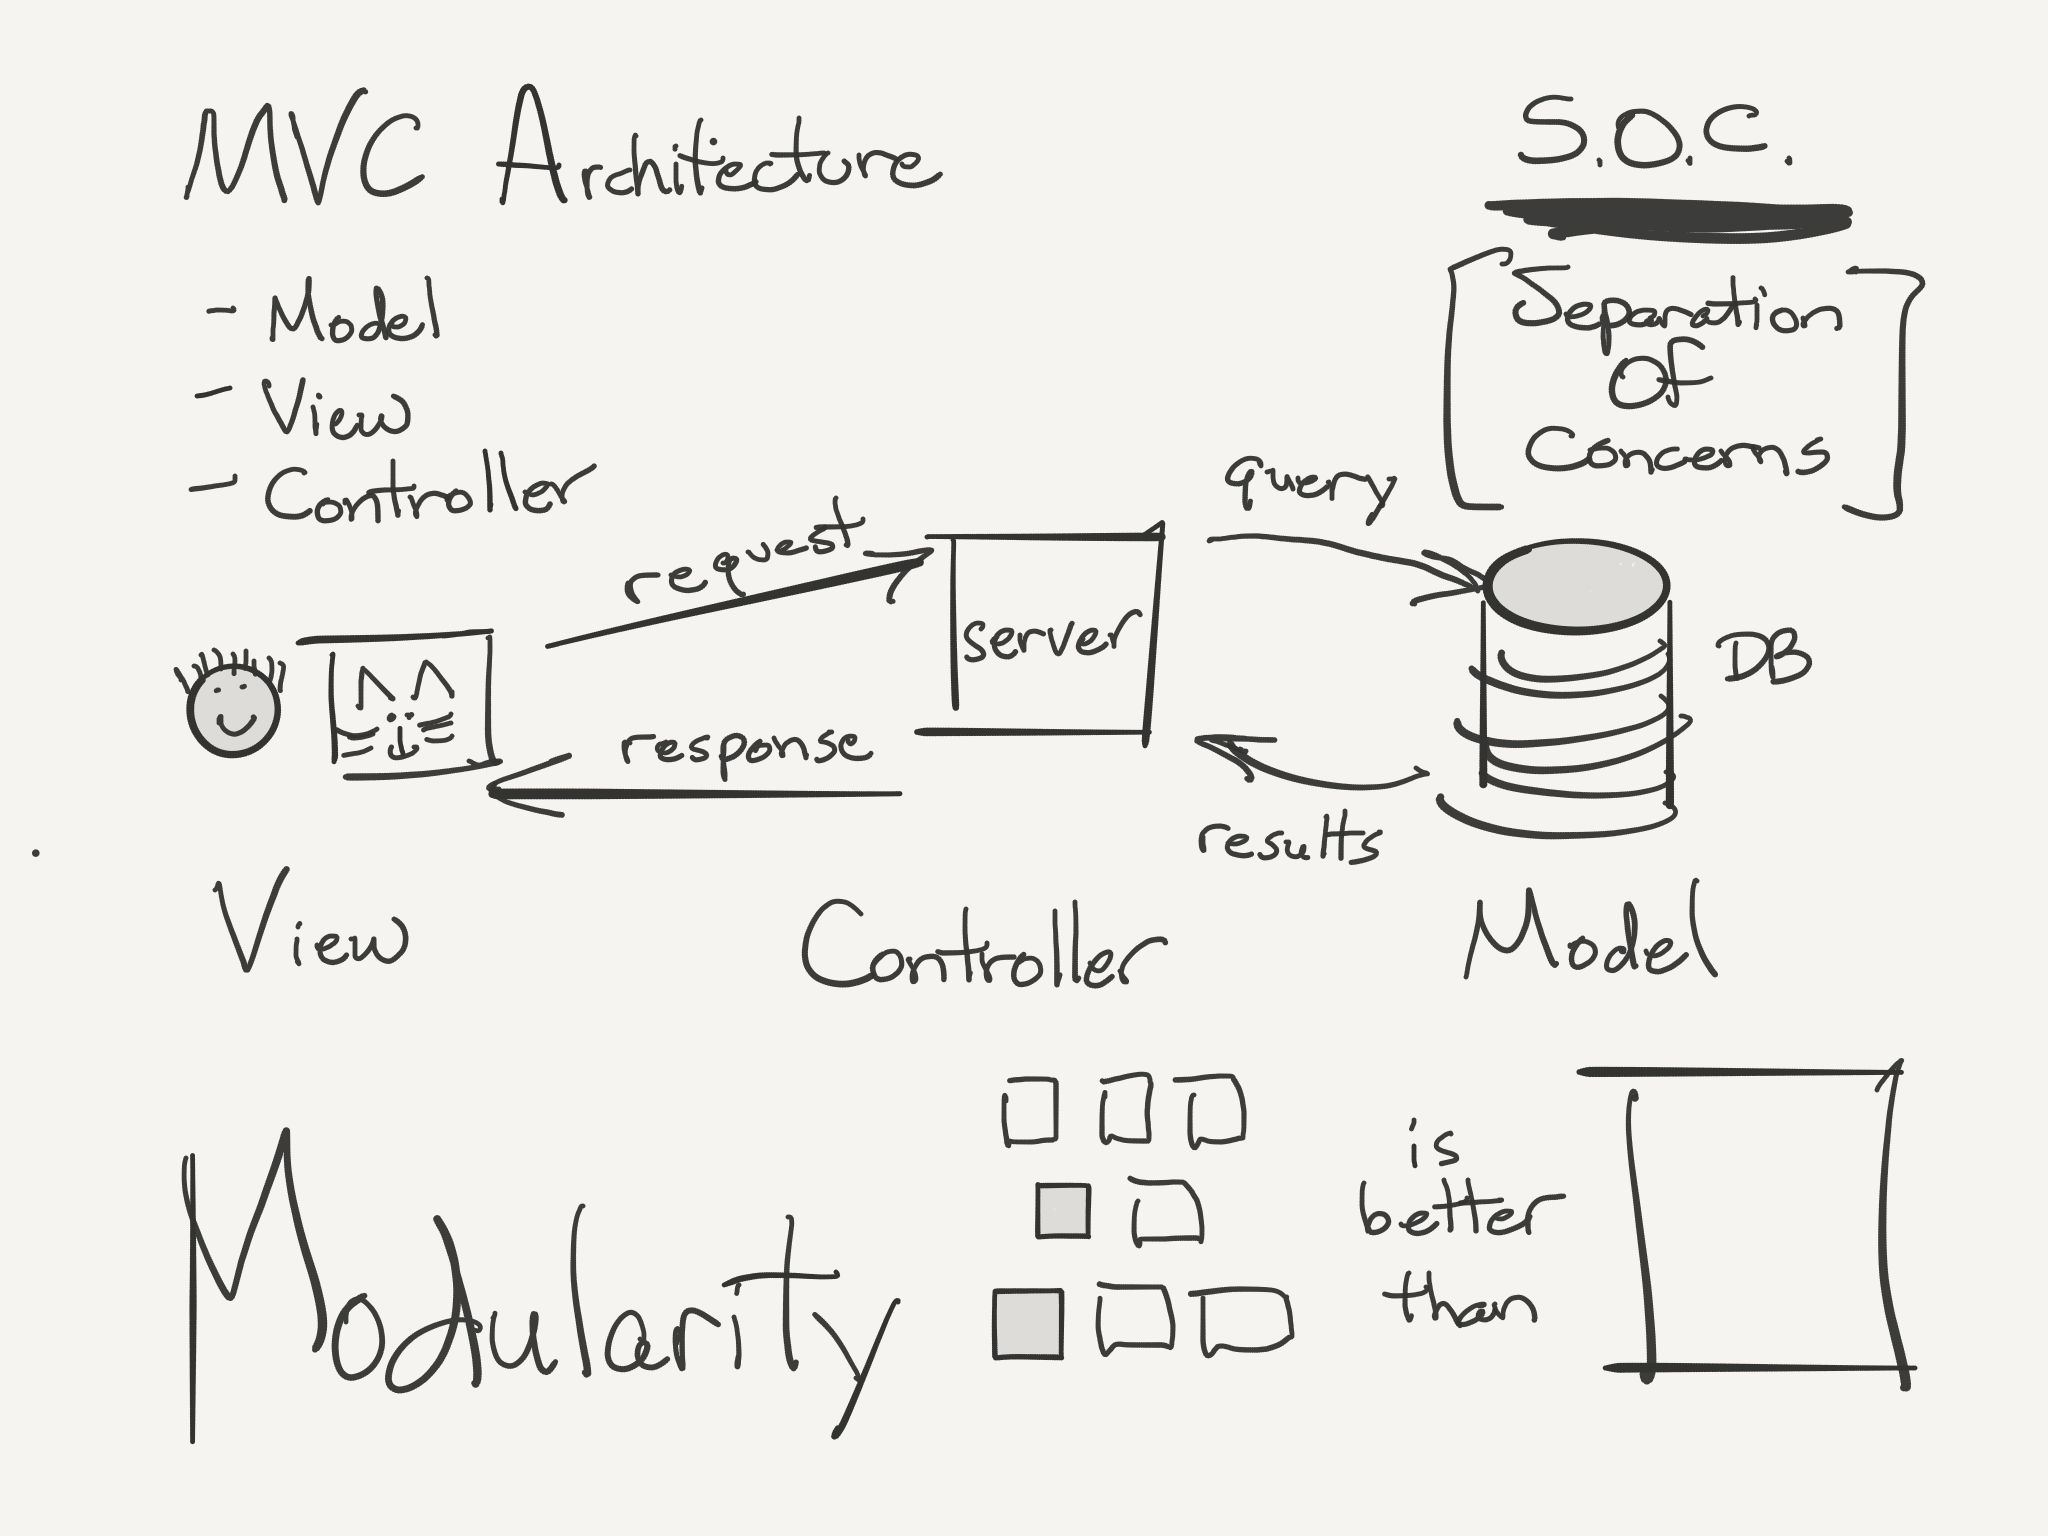 MVC Architecture
S.O.C.
- Model
- View
- Controller
Separation
Of
Concerns
request
query
server
DB
response
results
View
Controller
Model
Modularity
is
better
than